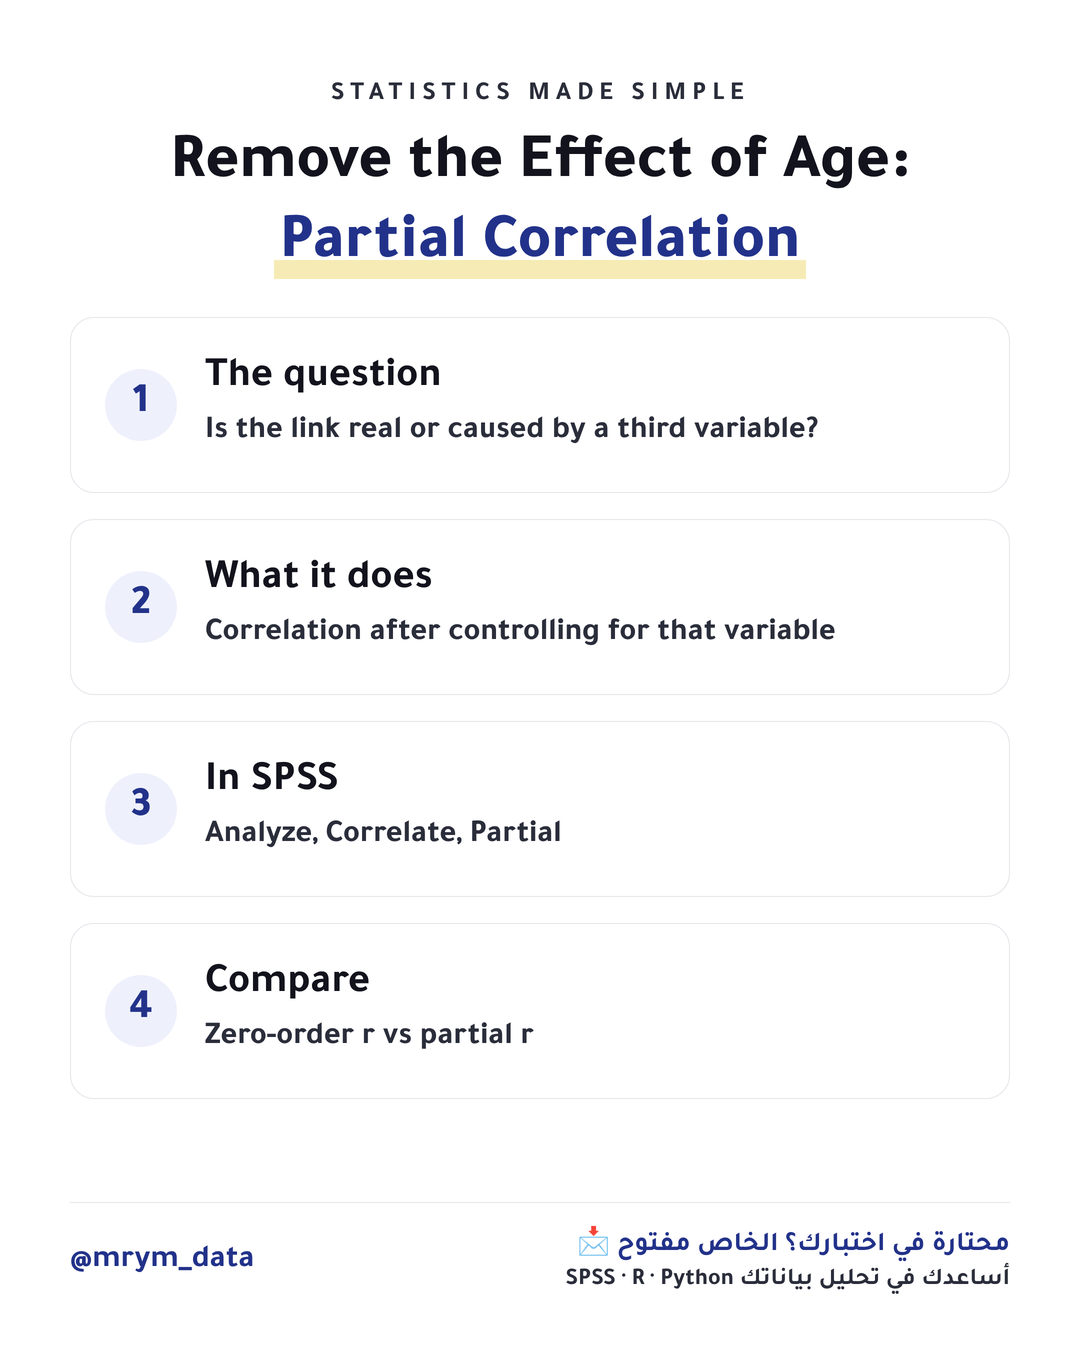 STATISTICS MADE SIMPLE
Remove the Effect of Age:
Partial Correlation
1
The question
Is the link real or caused by a third variable?
2
What it does
Correlation after controlling for that variable
3
In SPSS
Analyze, Correlate, Partial
4
Compare
Zero-order r vs partial r
@mrym_data
محتارة في اختبارك؟ الخاص مفتوح 📩
أساعدك في تحليل بياناتك SPSS · R · Python